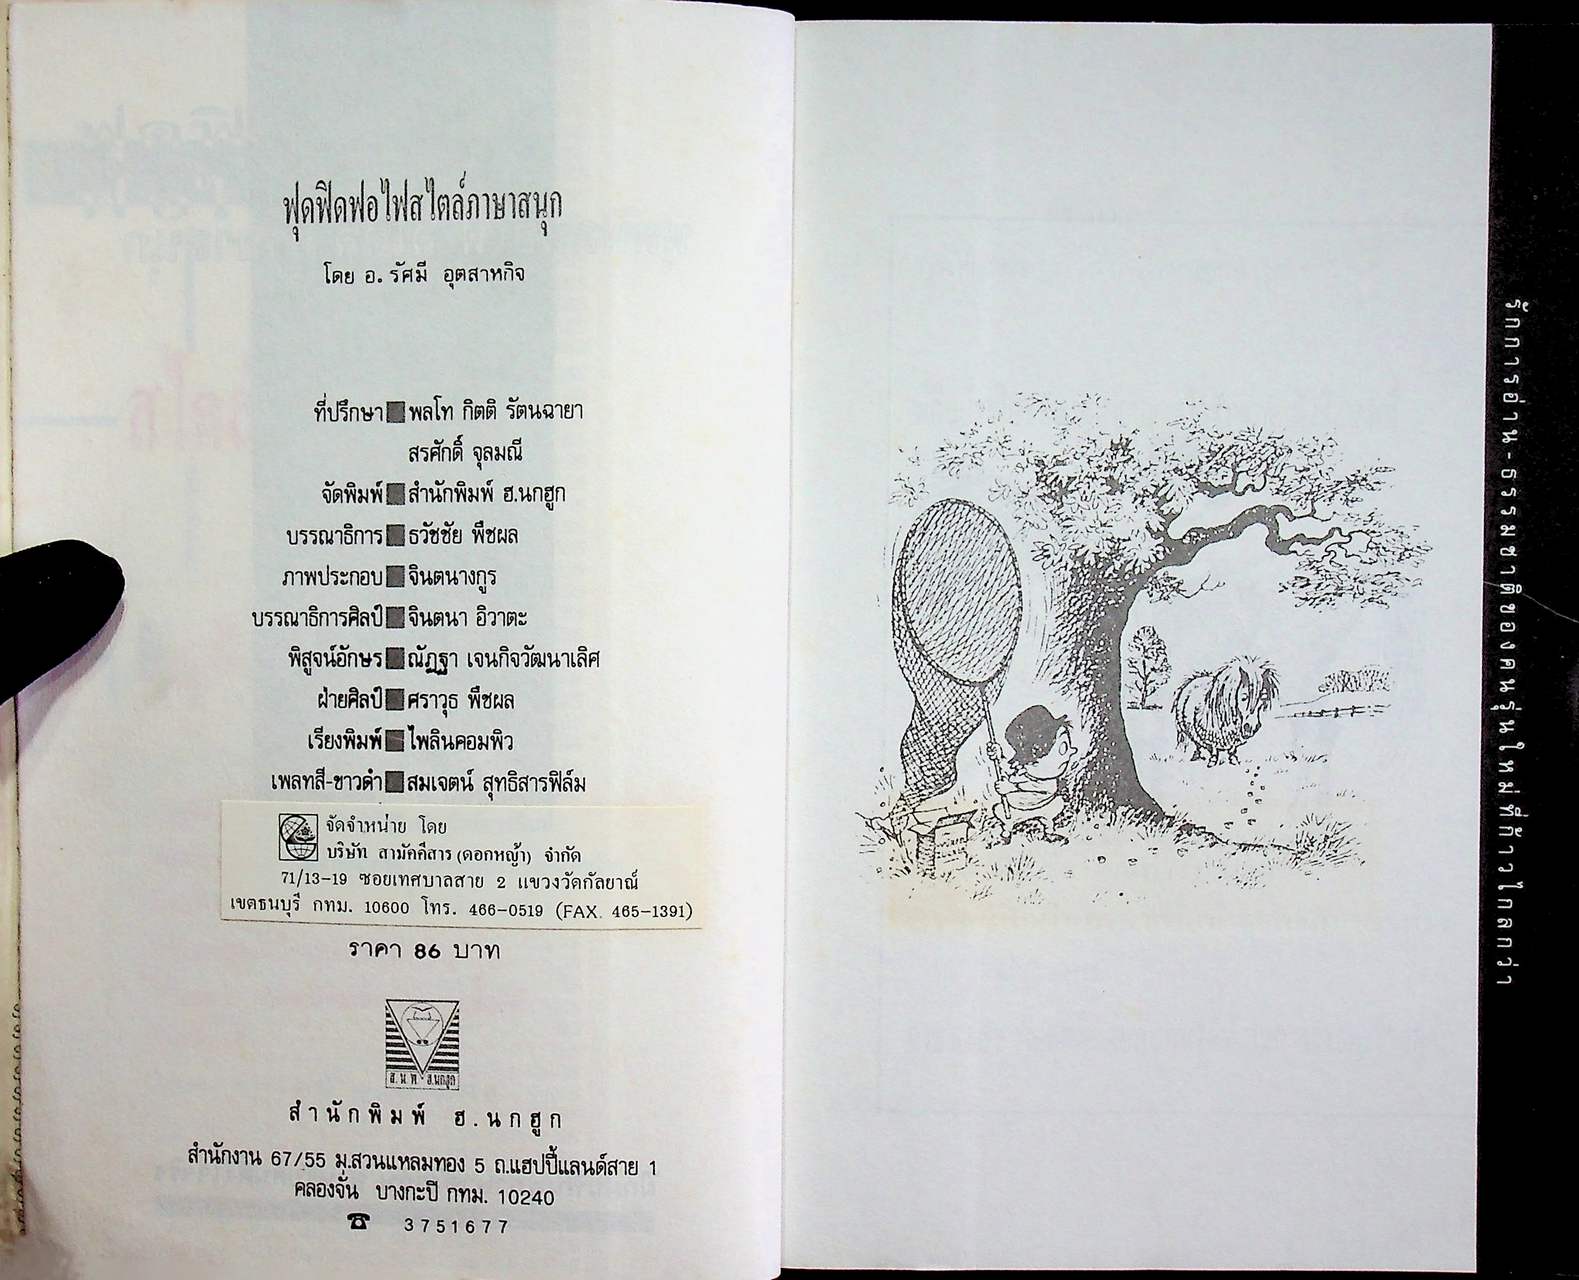 ฟุดฟิดฟอไฟสไตล์ภาษาสนุก
โดย อ. รัศมี อุตสาหกิจ
ที่ปรึกษา พลโท กิตติ รัตนฉายา
สรศักดิ์ จุลมณี
จัดพิมพ์ สำนักพิมพ์ ฮ.นกฮูก
บรรณาธิการ ธวัชชัย พืชผล
ภาพประกอบ จินตนางกูร
บรรณาธิการศิลป์ จินตนา อิวาตะ
พิสูจน์อักษร ณัฏฐา เจนกิจวัฒนาเลิศ
ฝ่ายศิลป์ ศราวุธ พืชผล
เรียงพิมพ์ ไพลินคอมพิว
เพลทสี-ขาวดำ สมเจตน์ สุทธิสารฟิล์ม
จัดจำหน่าย โดย
บริษัท สามัคคีสาร (ดอกหญ้า) จำกัด
71/13-19 ซอยเทศบาลสาย 2 แขวงวัดกัลยาณ์
เขตธนบุรี กทม. 10600 โทร. 466-0519 (FAX. 465-1391)
ราคา 86 บาท
ส.น.พ. ฮ.นกฮูก
สำนักพิมพ์ ฮ.นกฮูก
สำนักงาน 67/55 ม.สวนแหลมทอง 5 ถ.แฮปปี้แลนด์สาย 1
คลองจั่น บางกะปิ กทม. 10240
☎ 3751677
รักการอ่าน-ธรรมชาติของคนรุ่นใหม่ที่ก้าวไกลกว่า